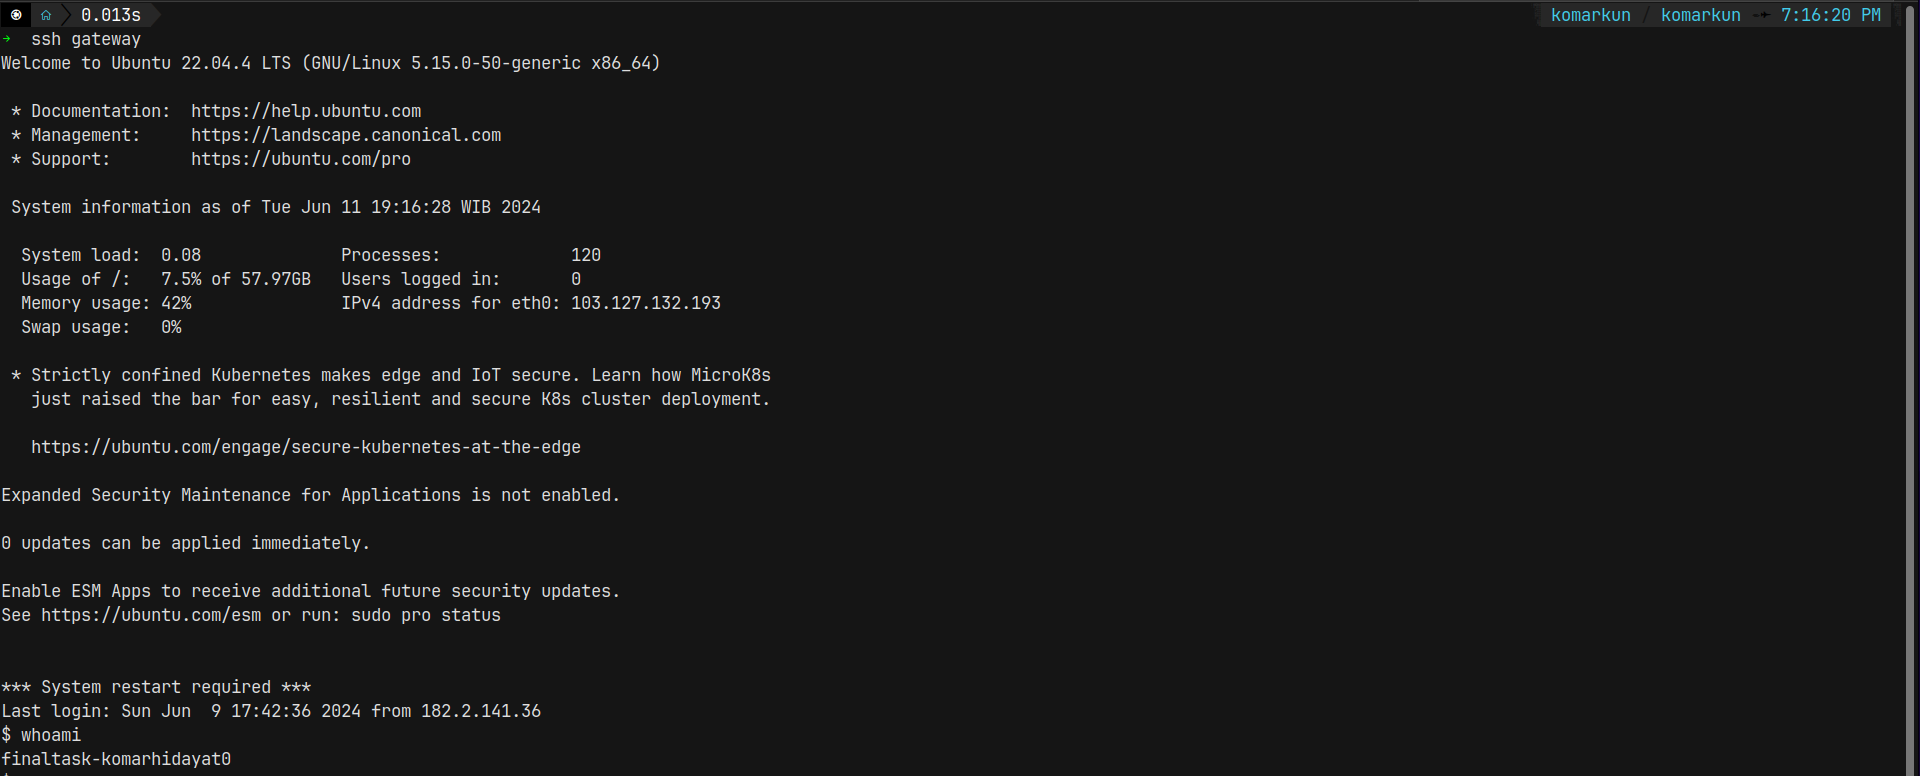 0.013s komarkun / komarkun 7:16:20 PM
→ ssh gateway
Welcome to Ubuntu 22.04.4 LTS (GNU/Linux 5.15.0-50-generic x86_64)
* Documentation:  https://help.ubuntu.com
* Management:     https://landscape.canonical.com
* Support:        https://ubuntu.com/pro
System information as of Tue Jun 11 19:16:28 WIB 2024
System load:  0.08              Processes:             120
Usage of /:   7.5% of 57.97GB   Users logged in:       0
Memory usage: 42%               IPv4 address for eth0: 103.127.132.193
Swap usage:   0%
* Strictly confined Kubernetes makes edge and IoT secure. Learn how MicroK8s
just raised the bar for easy, resilient and secure K8s cluster deployment.
https://ubuntu.com/engage/secure-kubernetes-at-the-edge
Expanded Security Maintenance for Applications is not enabled.
0 updates can be applied immediately.
Enable ESM Apps to receive additional future security updates.
See https://ubuntu.com/esm or run: sudo pro status
*** System restart required ***
Last login: Sun Jun  9 17:42:36 2024 from 182.2.141.36
$ whoami
finaltask-komarhidayat0